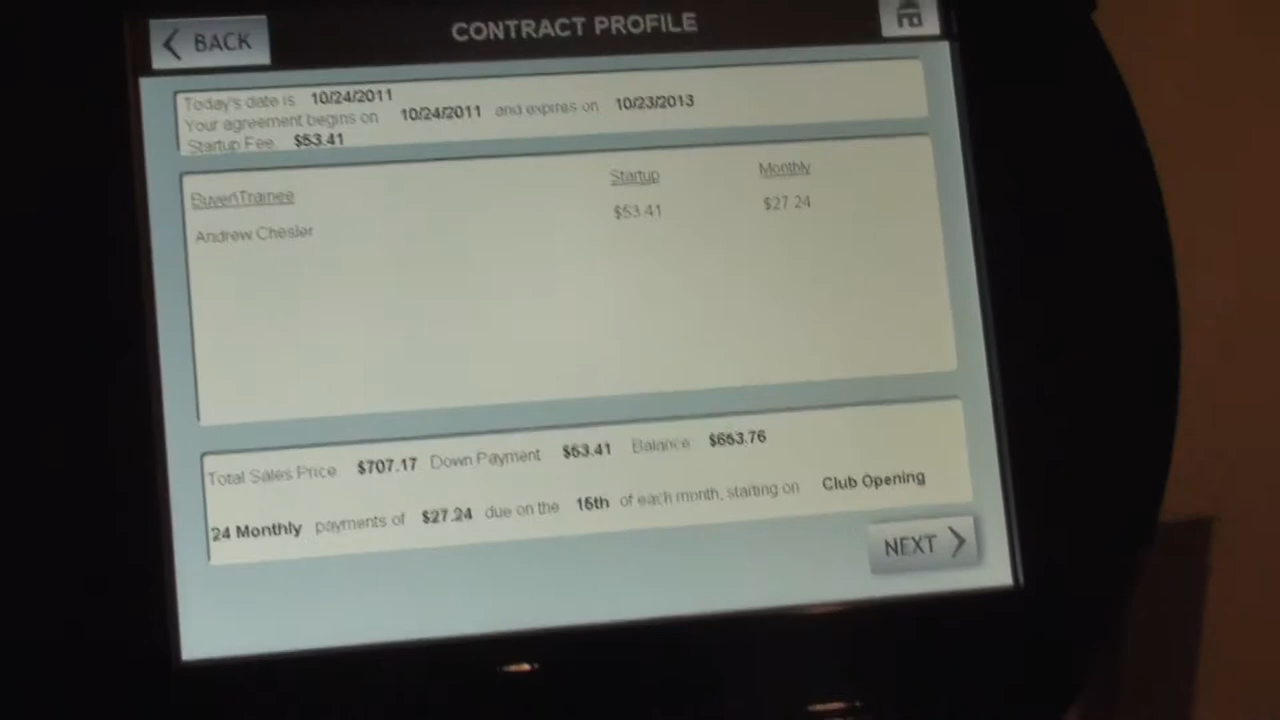 BACK
CONTRACT PROFILE
Today's date is 10/24/2011
Your agreement begins on 10/24/2011 and expires on 10/23/2013
Startup Fee $53.41
Buyer\Trainee Startup Monthly
Andrew Chesler $53.41 $27.24
Total Sales Price $707.17 Down Payment $53.41 Balance $653.76
24 Monthly payments of $27.24 due on the 15th of each month, starting on Club Opening
NEXT